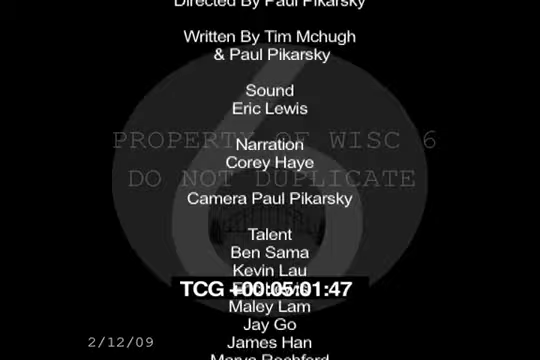 Directed By Paul Pikarsky
Written By Tim Mchugh
& Paul Pikarsky
Sound
Eric Lewis
PROPERTY OF WISC 6
Narration
Corey Haye
DO NOT DUPLICATE
Camera Paul Pikarsky
Talent
Ben Sama
Kevin Lau
TCG +00:05:01:47
Maley Lam
Jay Go
2/12/09
James Han
Marya Rochford